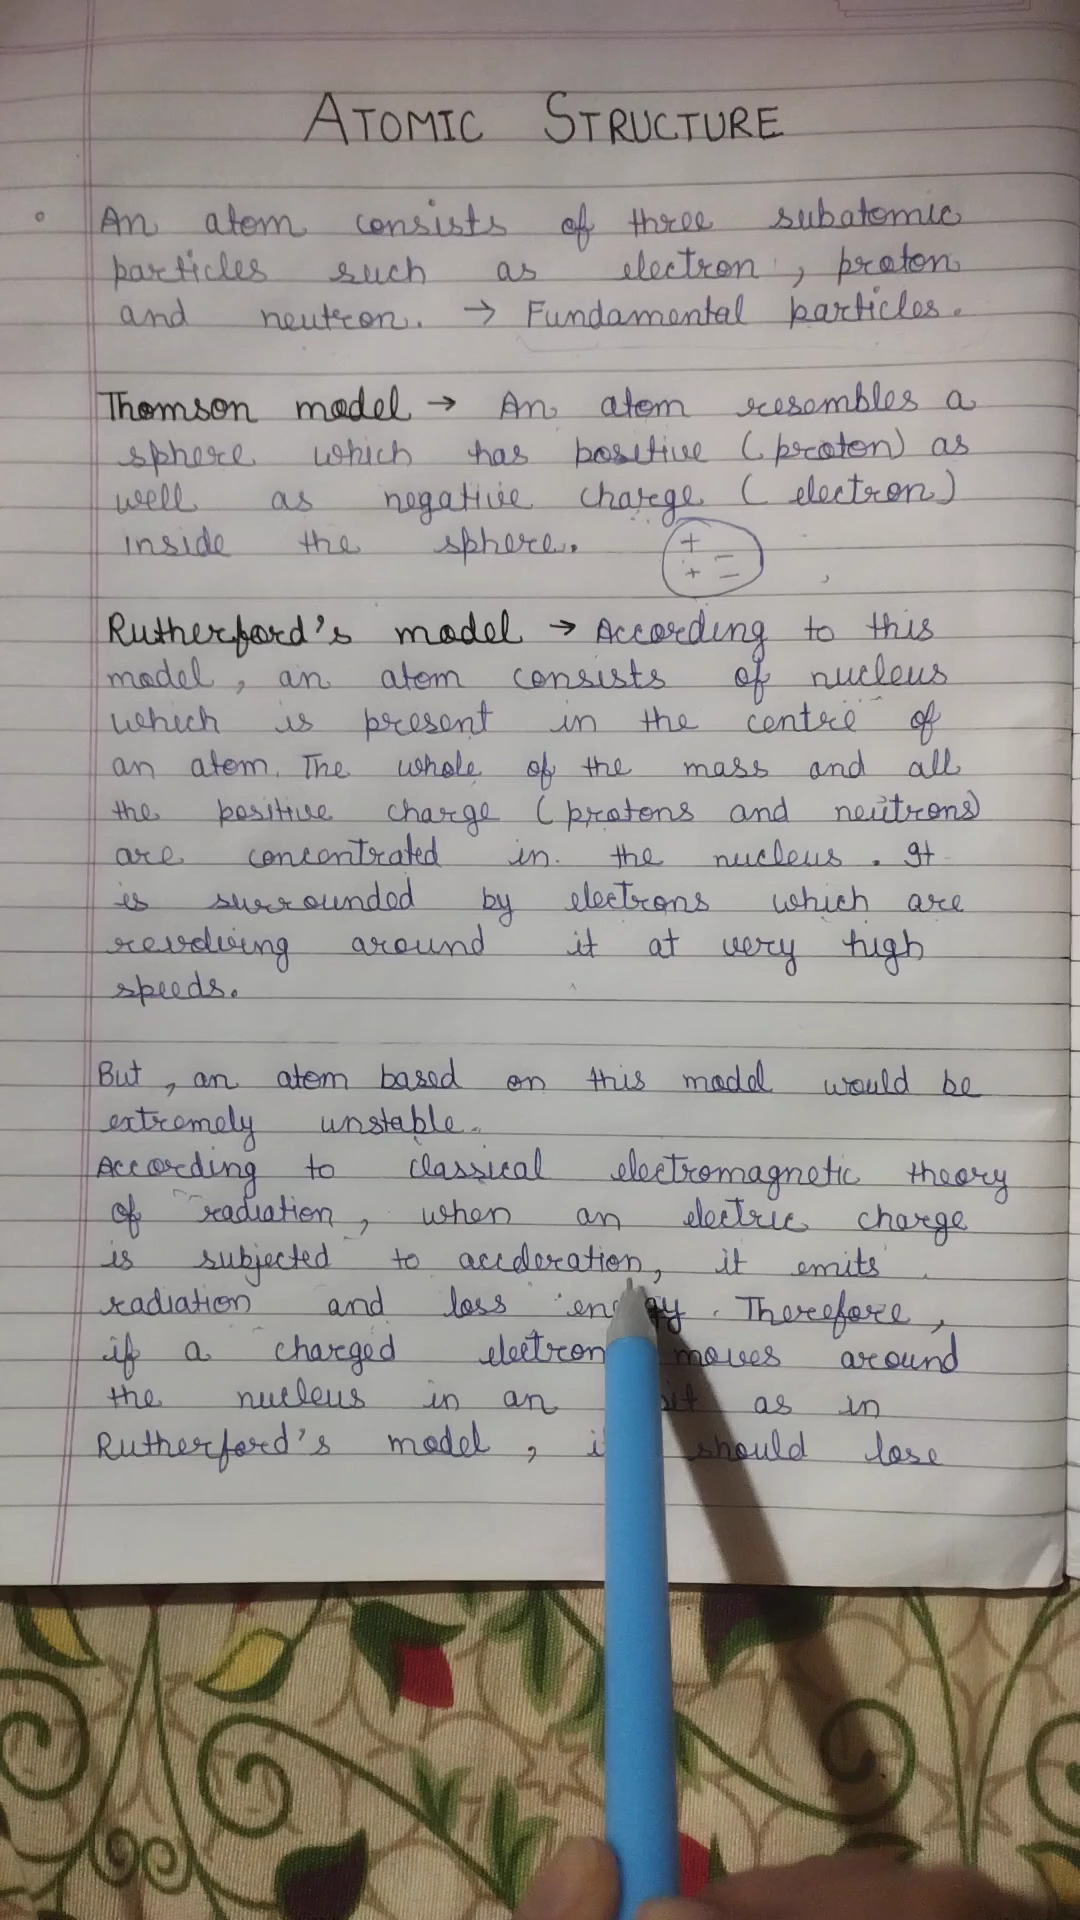 ATOMIC STRUCTURE
An atom consists of three subatomic
particles such as electron, proton
and neutron. → Fundamental particles.
Thomson model → An atom resembles a
sphere which has positive (proton) as
well as negative charge (electron)
inside the sphere.
+
+ –
Rutherford's model → According to this
model, an atom consists of nucleus
which is present in the centre of
an atom. The whole of the mass and all
the positive charge (protons and neutrons)
are concentrated in the nucleus. It
is surrounded by electrons which are
revolving around it at very high
speeds.
But, an atom based on this model would be
extremely unstable.
According to classical electromagnetic theory
of radiation, when an electric charge
is subjected to acceleration, it emits
radiation and loss . Therefore,
if a charged electron moves around
the nucleus in an as in
Rutherford's model, should lose